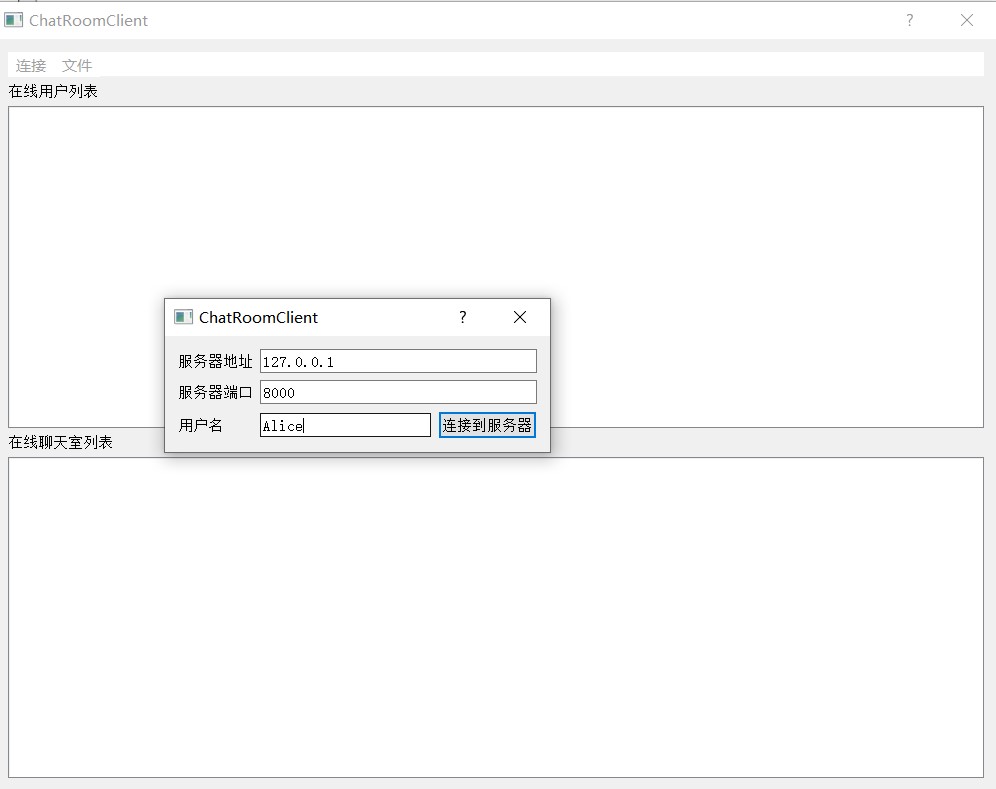 ChatRoomClient ?
连接 文件
在线用户列表
ChatRoomClient ?
服务器地址 127.0.0.1
服务器端口 8000
用户名 Alice 连接到服务器
在线聊天室列表